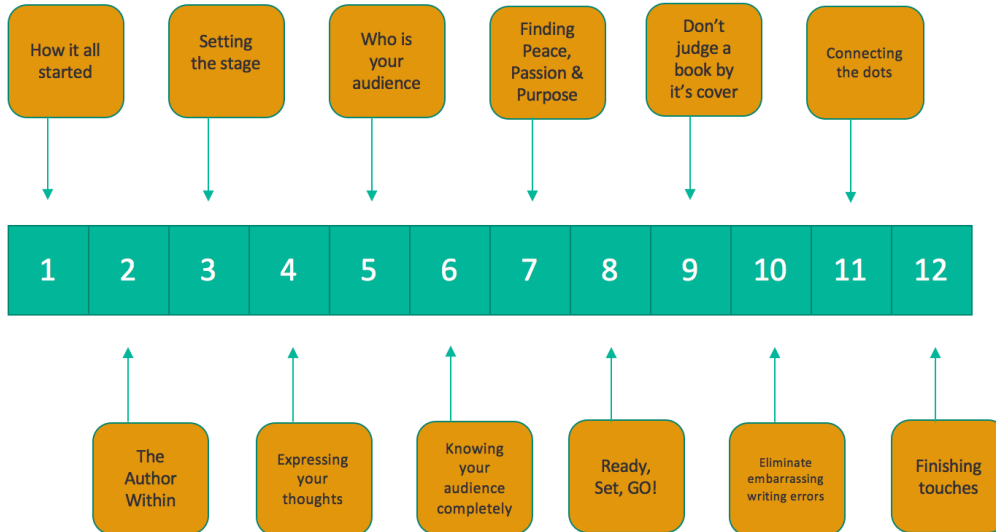 How it all
started
Setting
the stage
Who is
your
audience
Finding
Peace,
Passion &
Purpose
Don't
judge a
book by
it's cover
Connecting
the dots
1 2 3 4 5 6 7 8 9 10 11 12
The
Author
Within
Expressing
your
thoughts
Knowing
your
audience
completely
Ready,
Set, GO!
Eliminate
embarrassing
writing errors
Finishing
touches